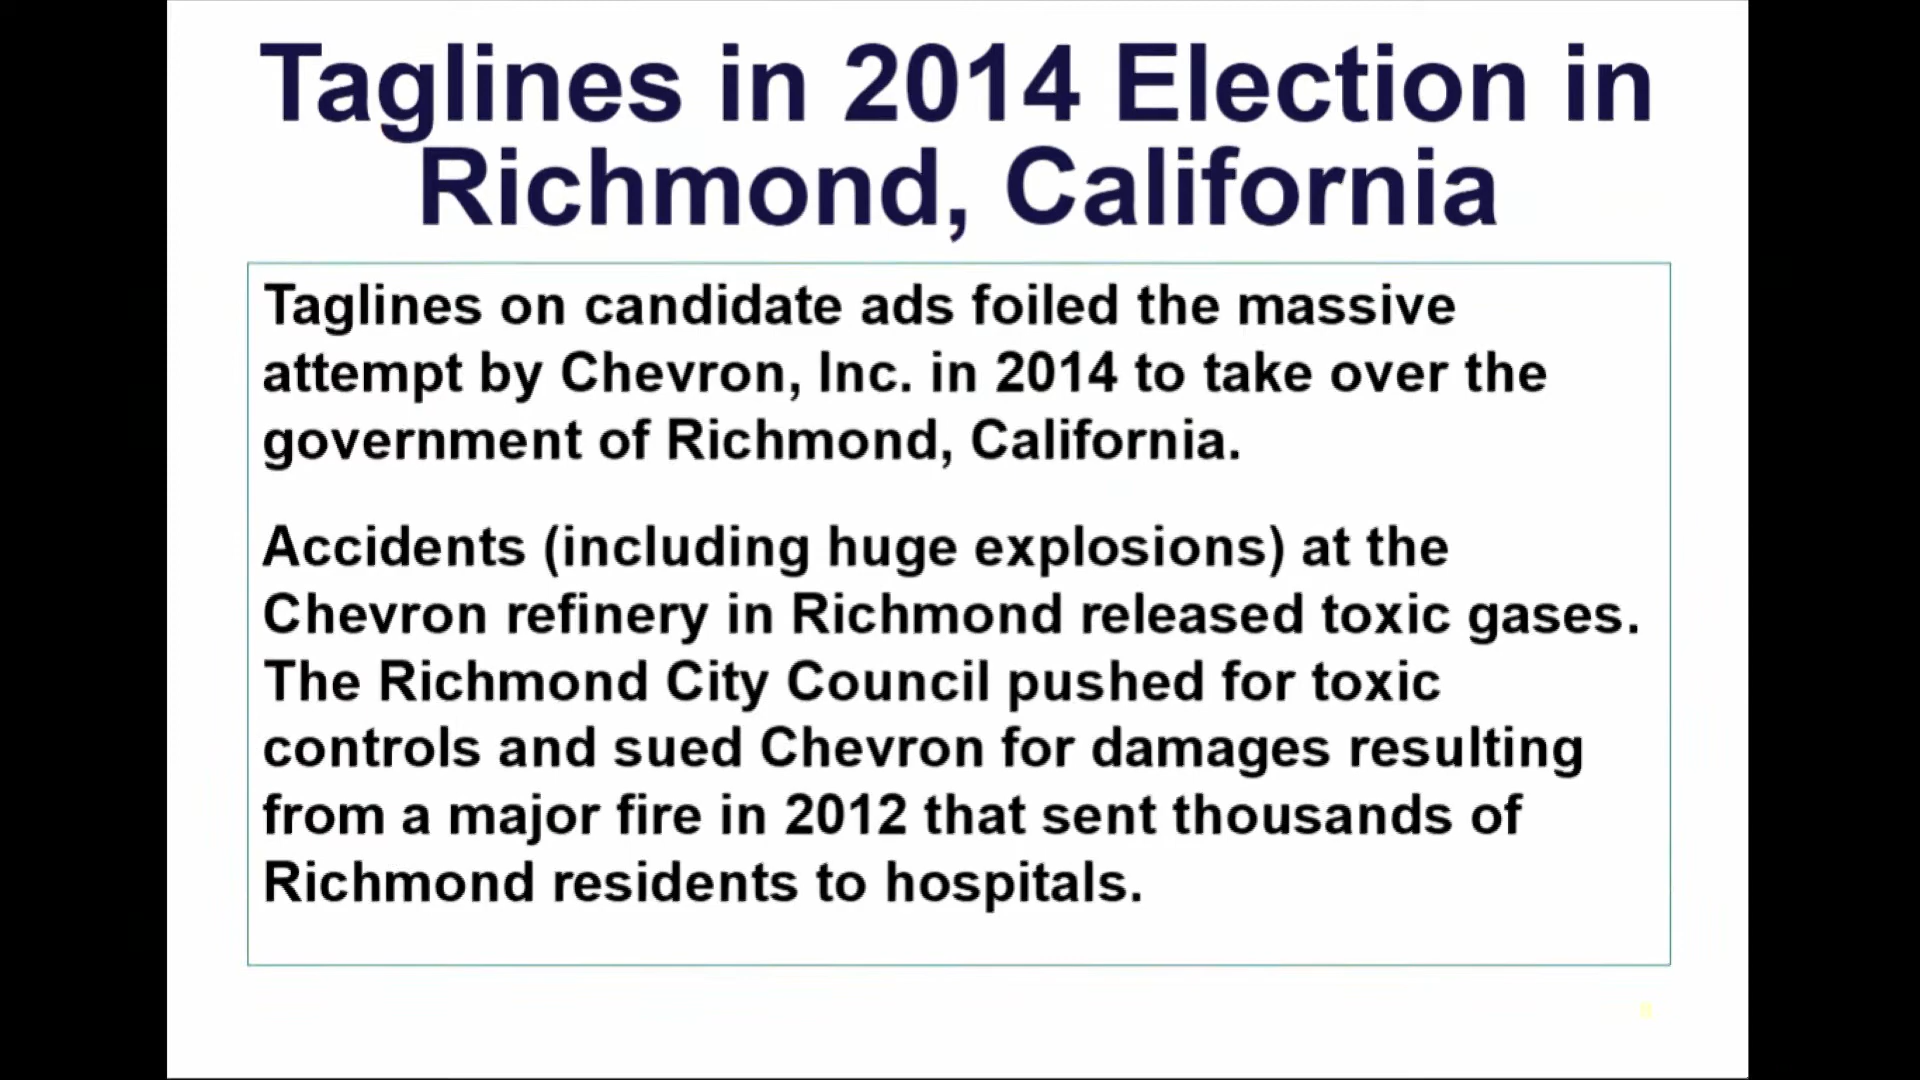 Taglines in 2014 Election in
Richmond, California
Taglines on candidate ads foiled the massive
attempt by Chevron, Inc. in 2014 to take over the
government of Richmond, California.
Accidents (including huge explosions) at the
Chevron refinery in Richmond released toxic gases.
The Richmond City Council pushed for toxic
controls and sued Chevron for damages resulting
from a major fire in 2012 that sent thousands of
Richmond residents to hospitals.